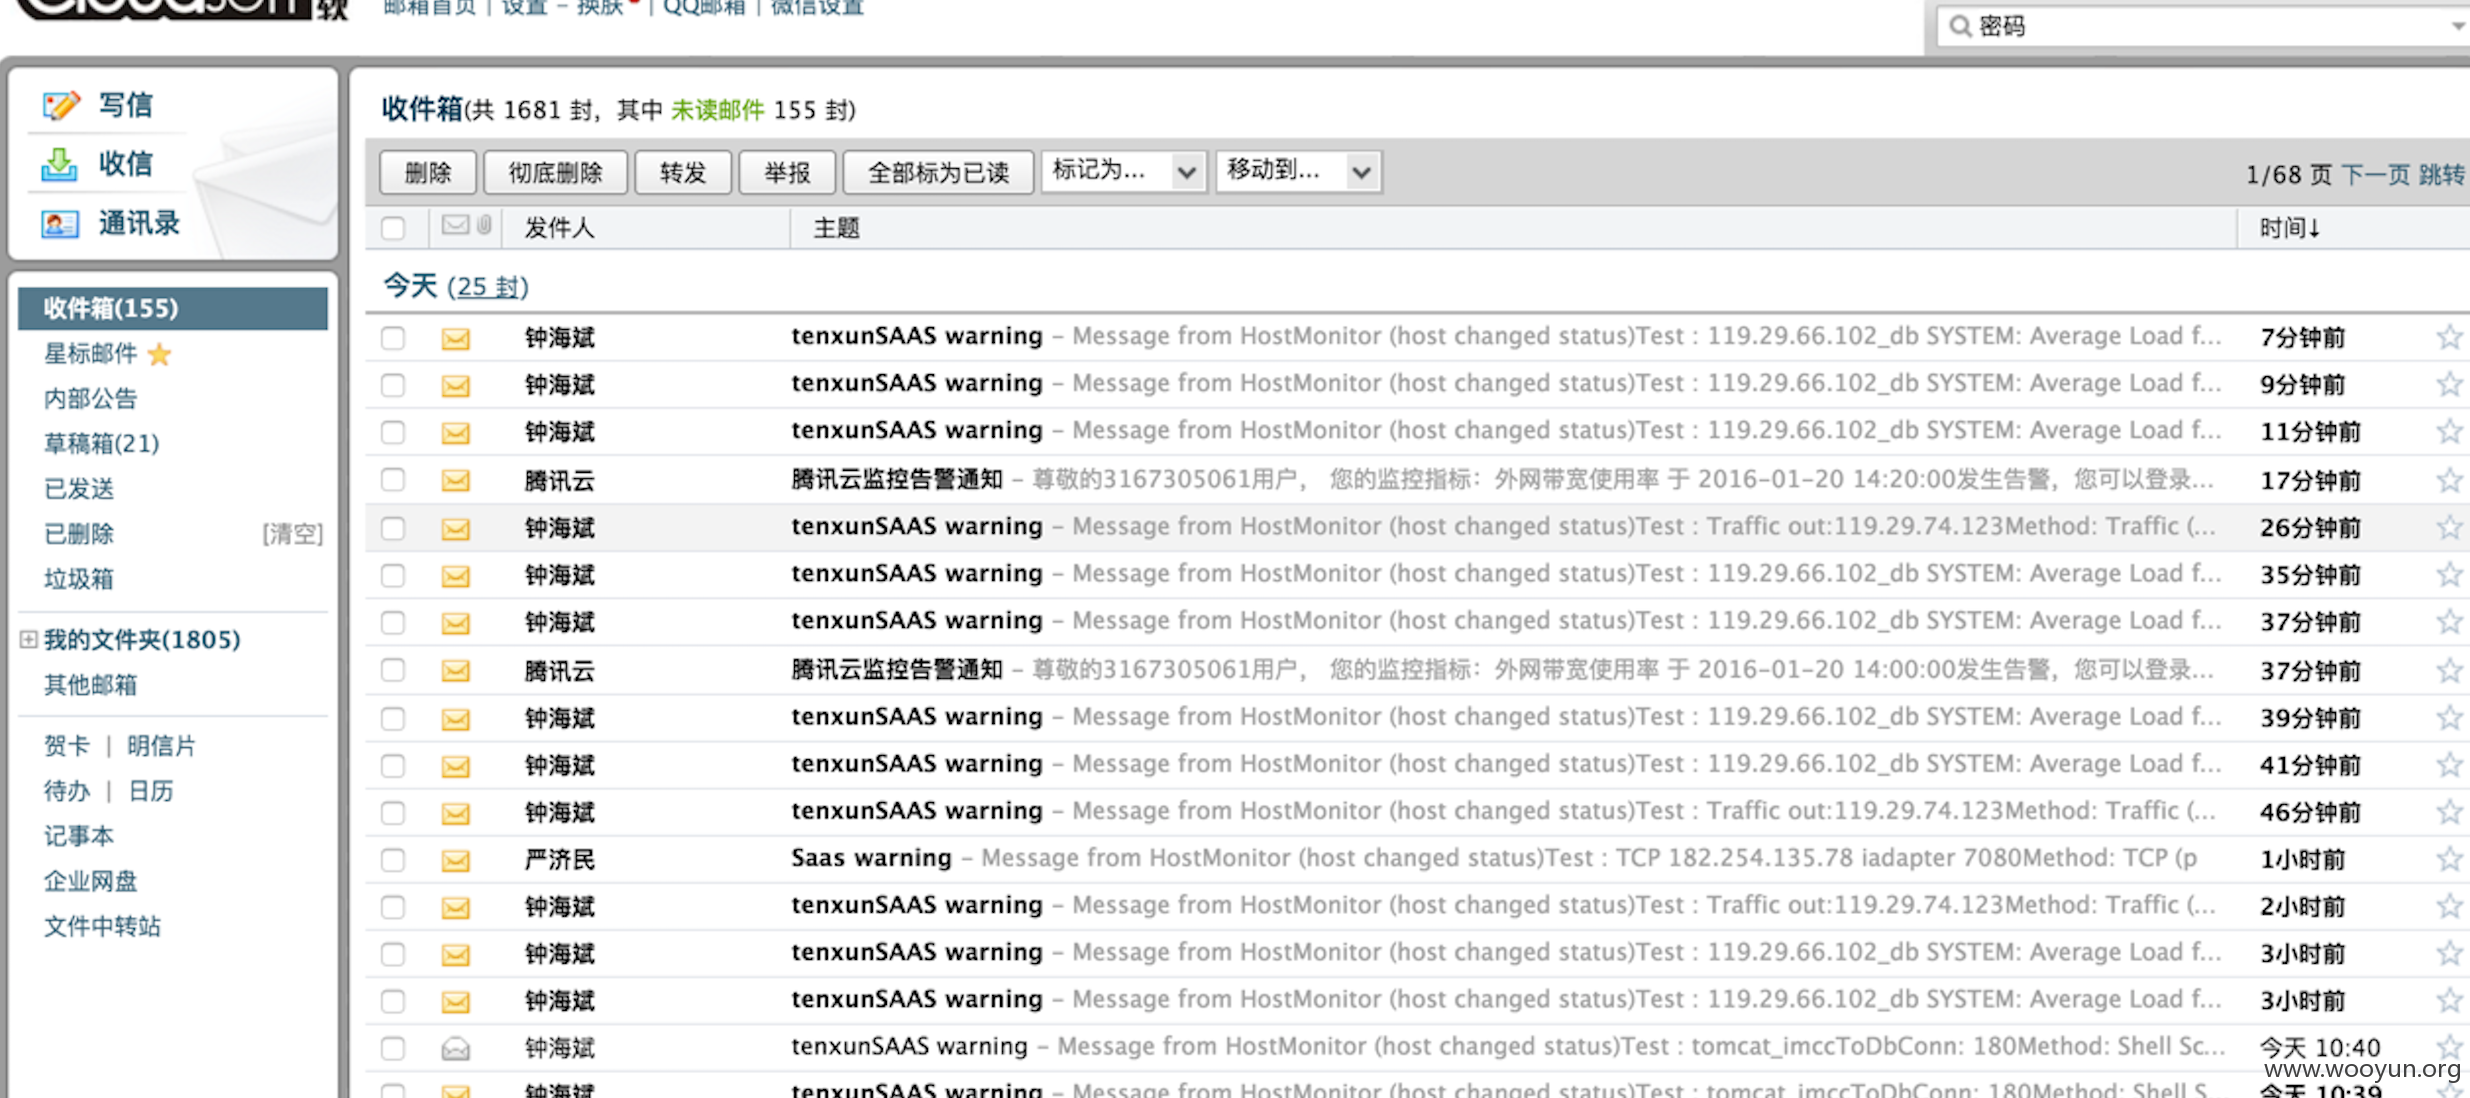 Cloudsoft 软
邮箱首页 | 设置 – 换肤 | QQ邮箱 | 微信设置
密码
写信
收信
通讯录
收件箱(155)
星标邮件
内部公告
草稿箱(21)
已发送
已删除 [清空]
垃圾箱
我的文件夹(1805)
其他邮箱
贺卡 | 明信片
待办 | 日历
记事本
企业网盘
文件中转站
收件箱(共 1681 封，其中 未读邮件 155 封)
删除 彻底删除 转发 举报 全部标为已读 标记为... 移动到... 1/68 页 下一页 跳转
发件人 主题 时间↓
今天 (25 封)
钟海斌 tenxunSAAS warning – Message from HostMonitor (host changed status)Test : 119.29.66.102_db SYSTEM: Average Load f... 7分钟前
钟海斌 tenxunSAAS warning – Message from HostMonitor (host changed status)Test : 119.29.66.102_db SYSTEM: Average Load f... 9分钟前
钟海斌 tenxunSAAS warning – Message from HostMonitor (host changed status)Test : 119.29.66.102_db SYSTEM: Average Load f... 11分钟前
腾讯云 腾讯云监控告警通知 – 尊敬的3167305061用户， 您的监控指标：外网带宽使用率 于 2016-01-20 14:20:00发生告警，您可以登录... 17分钟前
钟海斌 tenxunSAAS warning – Message from HostMonitor (host changed status)Test : Traffic out:119.29.74.123Method: Traffic (... 26分钟前
钟海斌 tenxunSAAS warning – Message from HostMonitor (host changed status)Test : 119.29.66.102_db SYSTEM: Average Load f... 35分钟前
钟海斌 tenxunSAAS warning – Message from HostMonitor (host changed status)Test : 119.29.66.102_db SYSTEM: Average Load f... 37分钟前
腾讯云 腾讯云监控告警通知 – 尊敬的3167305061用户， 您的监控指标：外网带宽使用率 于 2016-01-20 14:00:00发生告警，您可以登录... 37分钟前
钟海斌 tenxunSAAS warning – Message from HostMonitor (host changed status)Test : 119.29.66.102_db SYSTEM: Average Load f... 39分钟前
钟海斌 tenxunSAAS warning – Message from HostMonitor (host changed status)Test : 119.29.66.102_db SYSTEM: Average Load f... 41分钟前
钟海斌 tenxunSAAS warning – Message from HostMonitor (host changed status)Test : Traffic out:119.29.74.123Method: Traffic (... 46分钟前
严济民 Saas warning – Message from HostMonitor (host changed status)Test : TCP 182.254.135.78 iadapter 7080Method: TCP (p 1小时前
钟海斌 tenxunSAAS warning – Message from HostMonitor (host changed status)Test : Traffic out:119.29.74.123Method: Traffic (... 2小时前
钟海斌 tenxunSAAS warning – Message from HostMonitor (host changed status)Test : 119.29.66.102_db SYSTEM: Average Load f... 3小时前
钟海斌 tenxunSAAS warning – Message from HostMonitor (host changed status)Test : 119.29.66.102_db SYSTEM: Average Load f... 3小时前
钟海斌 tenxunSAAS warning – Message from HostMonitor (host changed status)Test : tomcat_imccToDbConn: 180Method: Shell Sc... 今天 10:40
钟海斌 tenxunSAAS warning – Message from HostMonitor (host changed status)Test : tomcat_imccToDbConn: 180Method: Shell S... 今天 10:39
www.wooyun.org